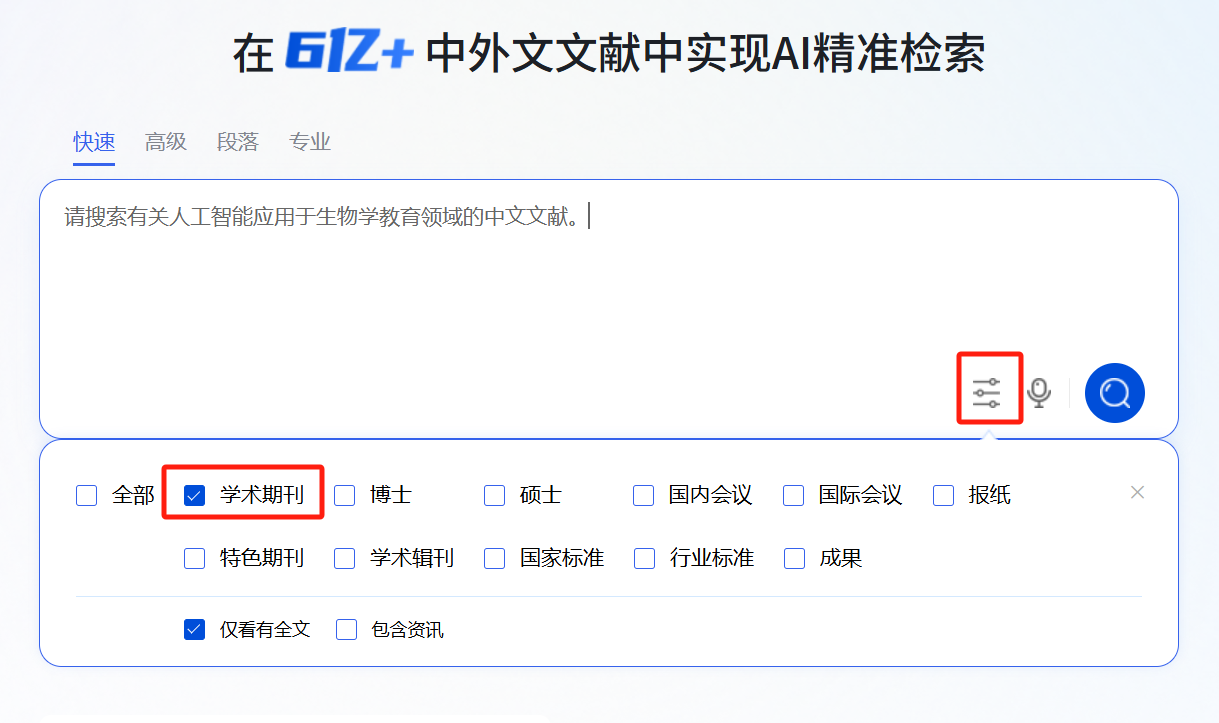 在 6亿+ 中外文文献中实现AI精准检索
快速 高级 段落 专业
请搜索有关人工智能应用于生物学教育领域的中文文献。
全部 学术期刊 博士 硕士 国内会议 国际会议 报纸
特色期刊 学术辑刊 国家标准 行业标准 成果
仅看有全文 包含资讯